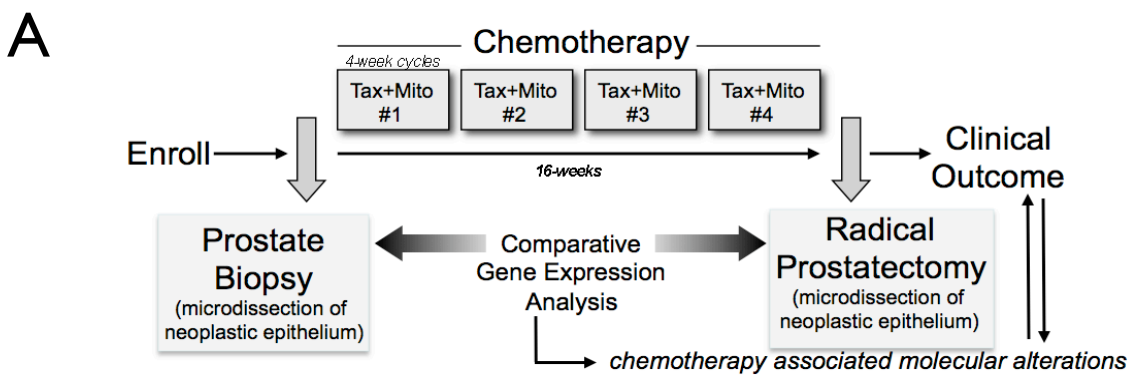 A
Chemotherapy
4-week cycles
Tax+Mito
#1
Tax+Mito
#2
Tax+Mito
#3
Tax+Mito
#4
Enroll
16-weeks
Clinical
Outcome
Prostate
Biopsy
(microdissection of
neoplastic epithelium)
Comparative
Gene Expression
Analysis
Radical
Prostatectomy
(microdissection of
neoplastic epithelium)
chemotherapy associated molecular alterations